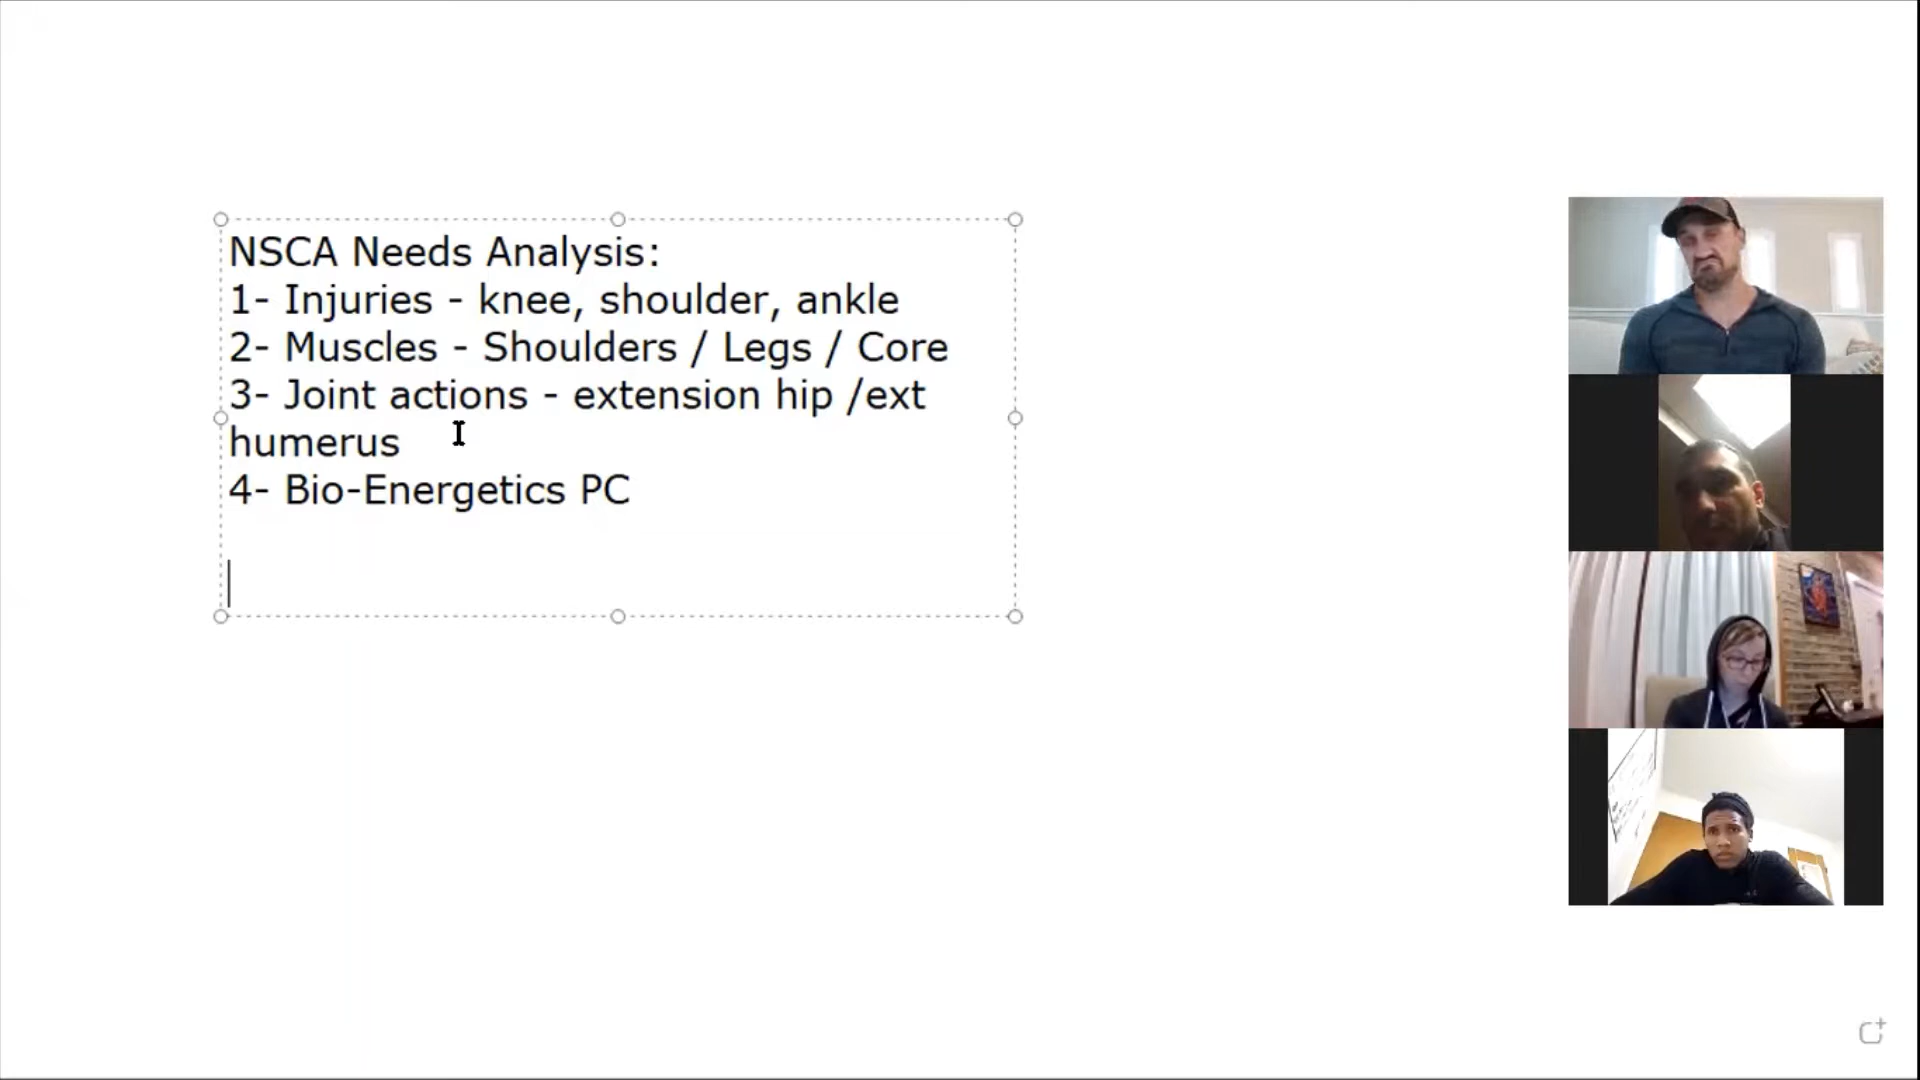 NSCA Needs Analysis:
1- Injuries - knee, shoulder, ankle
2- Muscles - Shoulders / Legs / Core
3- Joint actions - extension hip /ext
humerus
4- Bio-Energetics PC